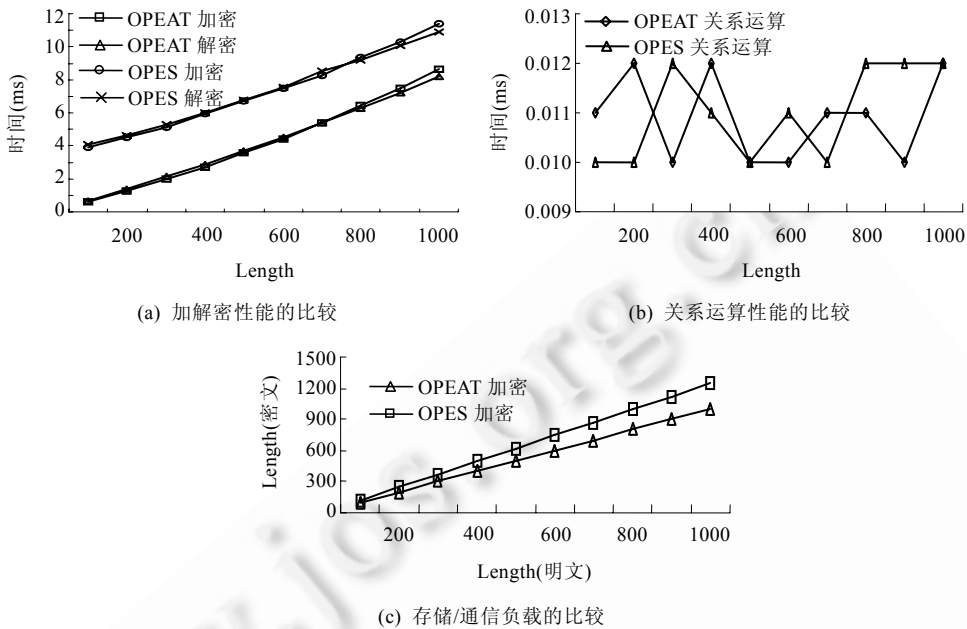 12
10
8
6
4
2
0
时间(ms)
OPEAT 加密
OPEAT 解密
OPES 加密
OPES 解密
200 400 600 800 1000
Length
(a) 加解密性能的比较
0.013
0.012
0.011
0.010
0.009
时间(ms)
OPEAT 关系运算
OPES 关系运算
200 400 600 800 1000
Length
(b) 关系运算性能的比较
1500
1200
900
600
300
0
Length(密文)
OPEAT 加密
OPES 加密
200 400 600 800 1000
Length(明文)
(c) 存储/通信负载的比较